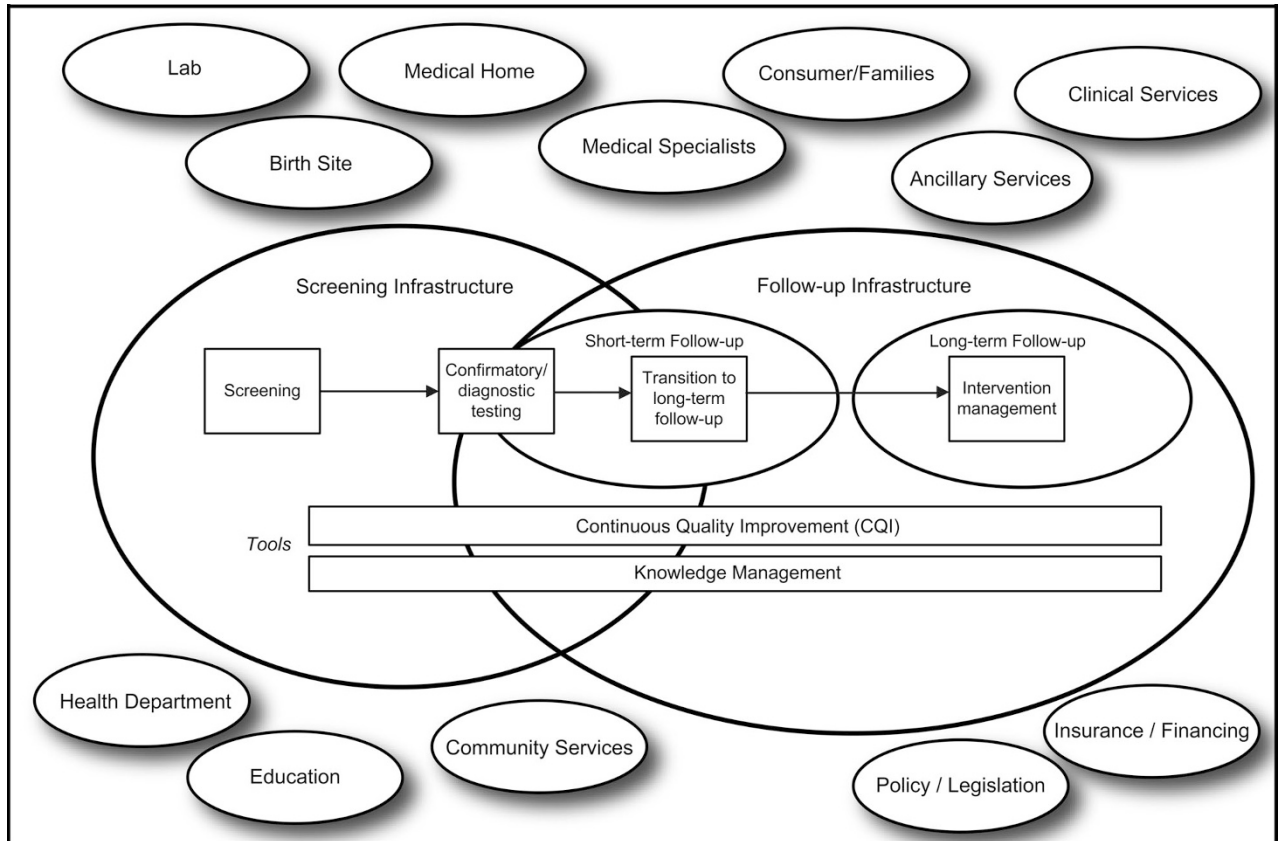 Lab
Medical Home
Consumer/Families
Clinical Services
Birth Site
Medical Specialists
Ancillary Services
Screening Infrastructure
Follow-up Infrastructure
Short-term Follow-up
Long-term Follow-up
Screening
Confirmatory/
diagnostic
testing
Transition to
long-term
follow-up
Intervention
management
Tools
Continuous Quality Improvement (CQI)
Knowledge Management
Health Department
Education
Community Services
Insurance / Financing
Policy / Legislation